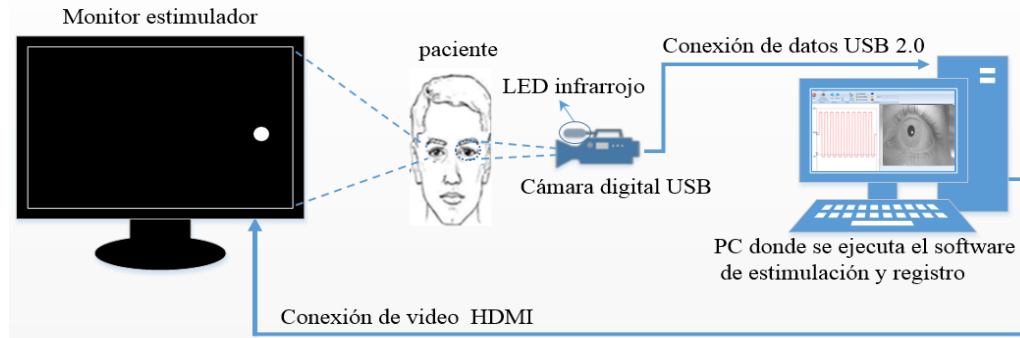 Monitor estimulador
paciente
Conexión de datos USB 2.0
LED infrarrojo
Cámara digital USB
PC donde se ejecuta el software
de estimulación y registro
Conexión de video HDMI